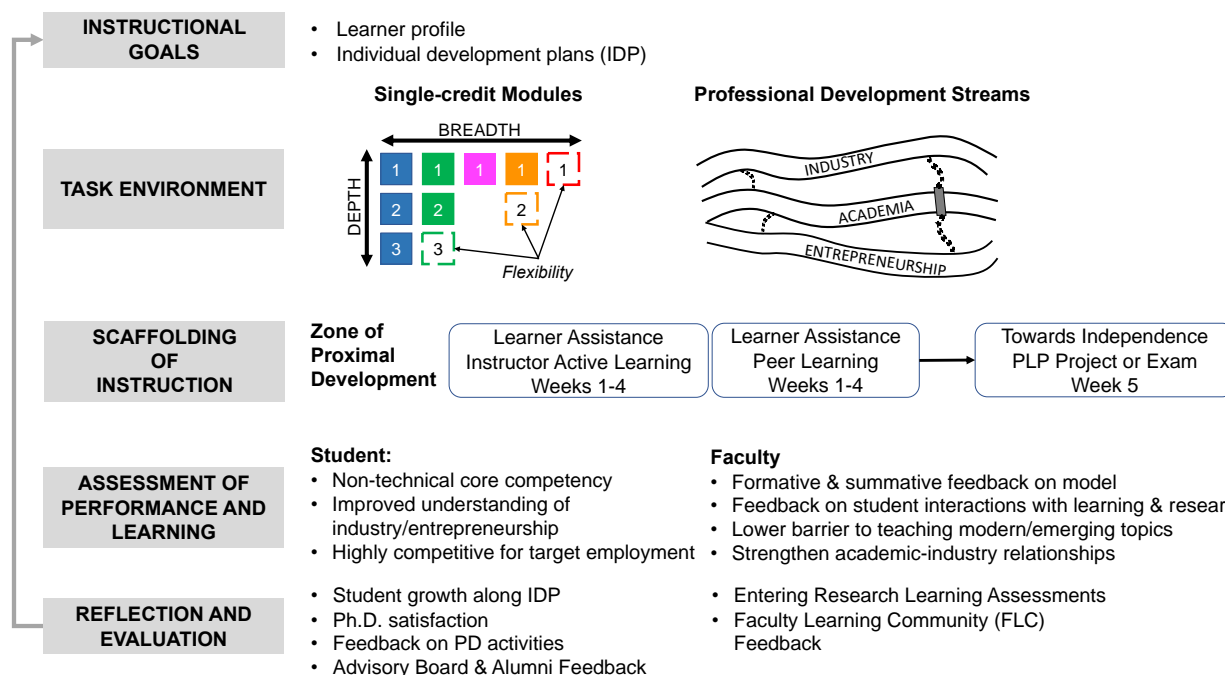 INSTRUCTIONAL
GOALS
• Learner profile
• Individual development plans (IDP)
Single-credit Modules
Professional Development Streams
TASK ENVIRONMENT
BREADTH
DEPTH
1 1 1 1 1
2 2 2
3 3
Flexibility
INDUSTRY
ACADEMIA
ENTREPRENEURSHIP
SCAFFOLDING
OF
INSTRUCTION
Zone of
Proximal
Development
Learner Assistance
Instructor Active Learning
Weeks 1-4
Learner Assistance
Peer Learning
Weeks 1-4
Towards Independence
PLP Project or Exam
Week 5
ASSESSMENT OF
PERFORMANCE AND
LEARNING
Student:
• Non-technical core competency
• Improved understanding of
industry/entrepreneurship
• Highly competitive for target employment
Faculty
• Formative & summative feedback on model
• Feedback on student interactions with learning & resear
• Lower barrier to teaching modern/emerging topics
• Strengthen academic-industry relationships
REFLECTION AND
EVALUATION
• Student growth along IDP
• Ph.D. satisfaction
• Feedback on PD activities
• Advisory Board & Alumni Feedback
• Entering Research Learning Assessments
• Faculty Learning Community (FLC)
Feedback